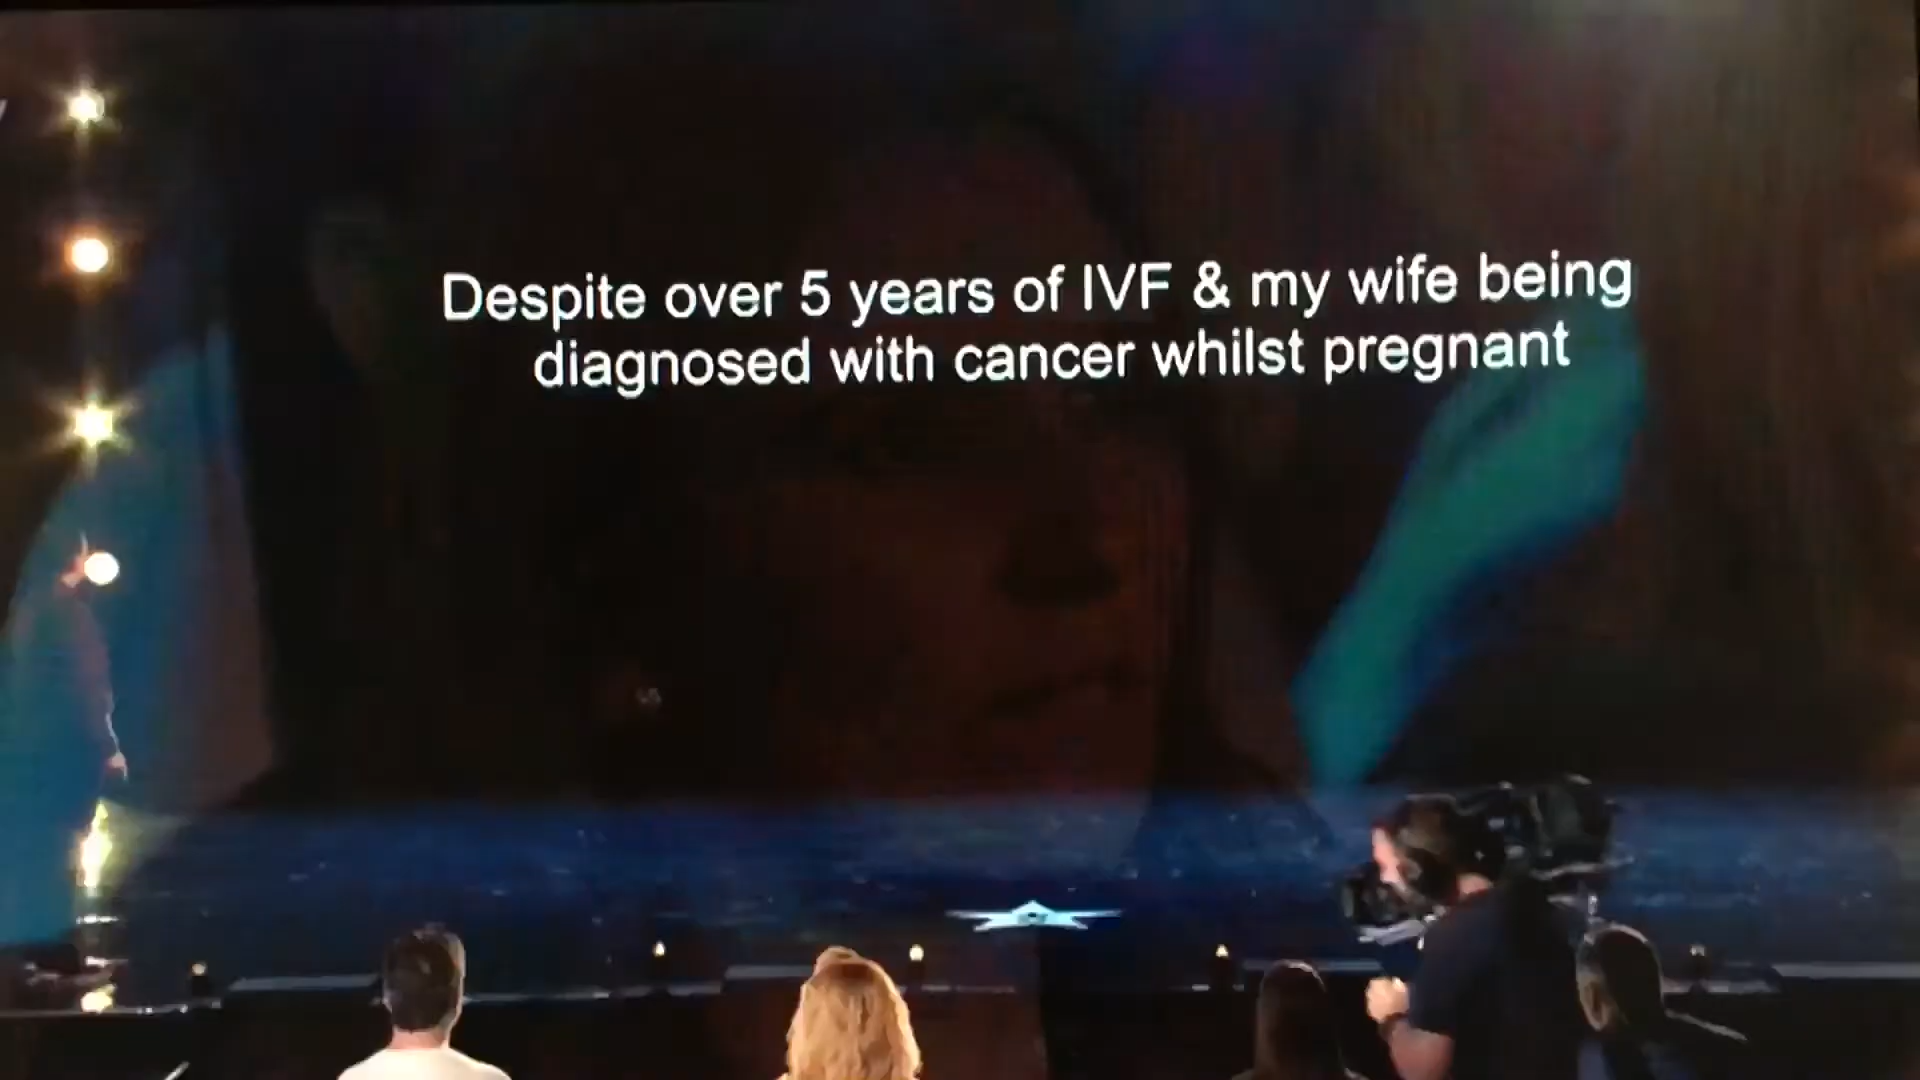 Despite over 5 years of IVF & my wife being
diagnosed with cancer whilst pregnant